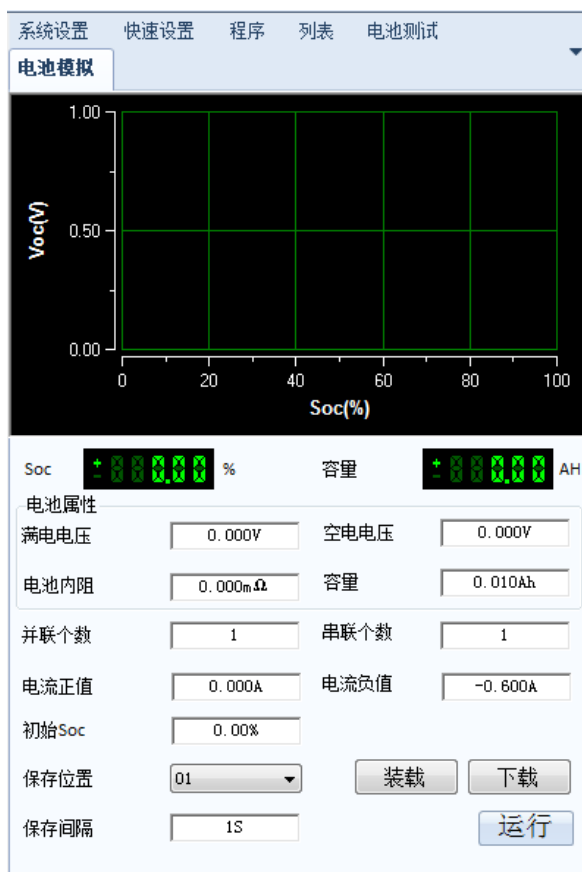 系统设置 快速设置 程序 列表 电池测试
电池模拟
1.00
0.50
0.00
Voc(V)
0 20 40 60 80 100
Soc(%)
Soc +0.00 % 容量 +0.00 AH
电池属性
满电电压 0.000V 空电电压 0.000V
电池内阻 0.000mΩ 容量 0.010Ah
并联个数 1 串联个数 1
电流正值 0.000A 电流负值 -0.600A
初始Soc 0.00%
保存位置 01 装载 下载
保存间隔 1S 运行